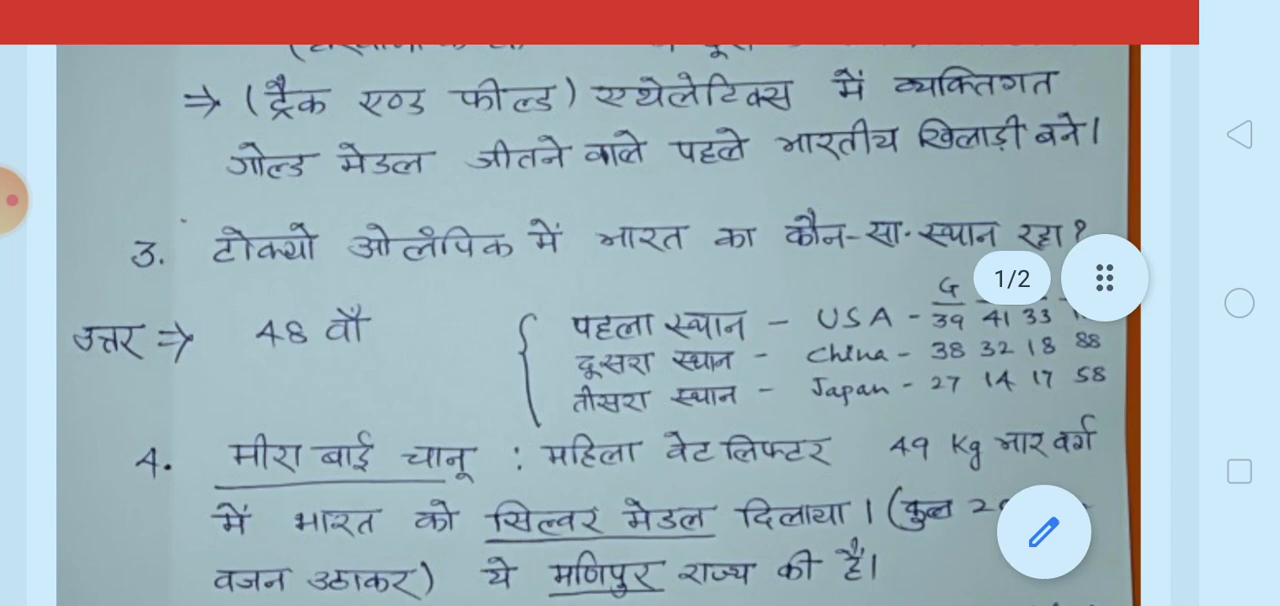 ⇒ (ट्रैक एण्ड फील्ड) एथेलेटिक्स में व्यक्तिगत
गोल्ड मेडल जीतने वाले पहले भारतीय खिलाड़ी बने।
3. टोक्यो ओलंपिक में भारत का कौन-सा स्थान रहा?
1/2
G
उत्तर ⇒ 48 वाँ
पहला स्थान - USA - 39 41 33
दूसरा स्थान - China - 38 32 18 88
तीसरा स्थान - Japan - 27 14 17 58
4. मीरा बाई चानू : महिला वेट लिफ्टर 49 Kg भार वर्ग
में भारत को सिल्वर मेडल दिलाया। (कुल
वजन उठाकर) ये मणिपुर राज्य की हैं।